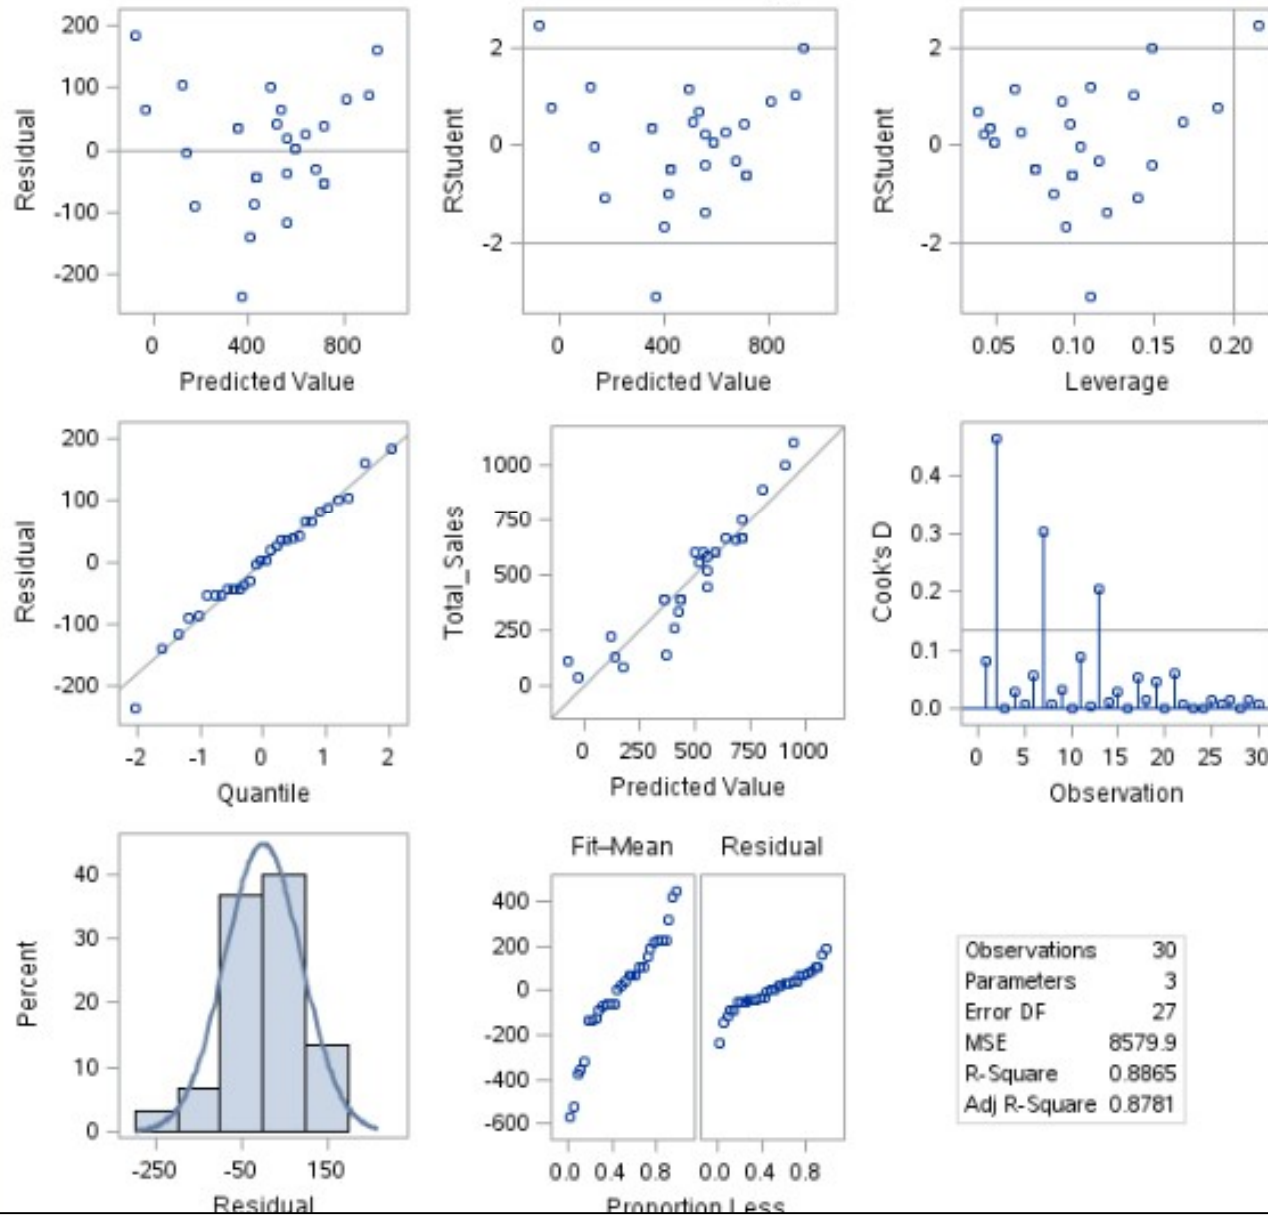 200
100
0
-100
-200
Residual
0 400 800
Predicted Value
2
0
-2
RStudent
0 400 800
Predicted Value
2
0
-2
RStudent
0.05 0.10 0.15 0.20
Leverage
200
100
0
-100
-200
Residual
-2 -1 0 1 2
Quantile
1000
750
500
250
0
Total_Sales
0 250 500 750 1000
Predicted Value
0.4
0.3
0.2
0.1
0.0
Cook's D
0 5 10 15 20 25 30
Observation
40
30
20
10
0
Percent
-250 -50 150
Residual
Fit–Mean Residual
400
200
0
-200
-400
-600
0.0 0.4 0.8 0.0 0.4 0.8
Proportion Less
Observations 30
Parameters 3
Error DF 27
MSE 8579.9
R-Square 0.8865
Adj R-Square 0.8781